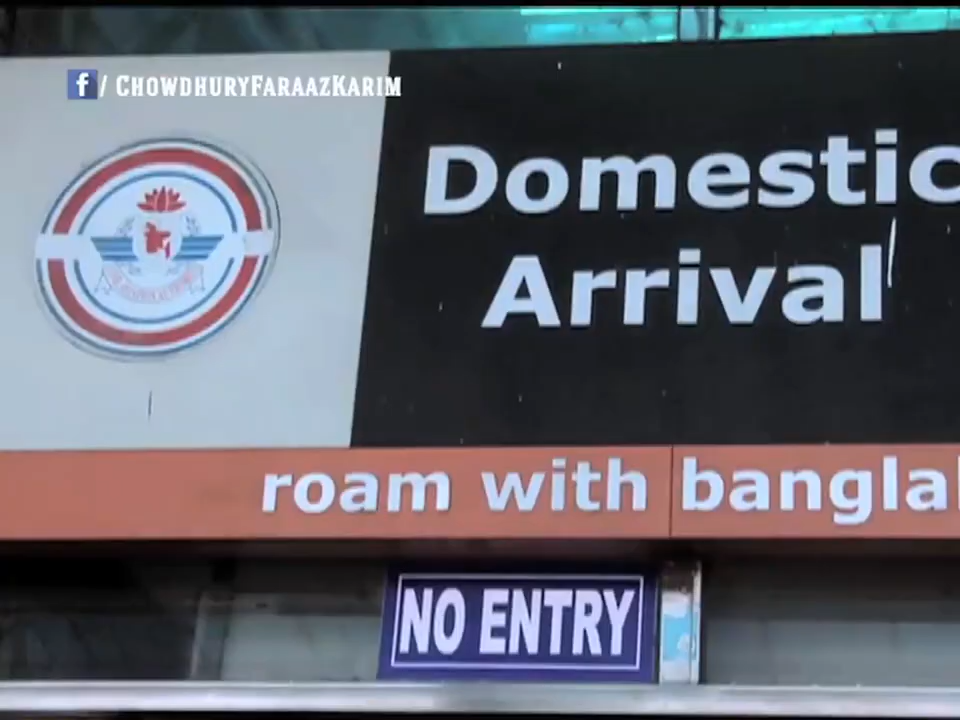 f/ CHOWDHURYFARAAZKARIM
Domestic
Arrival
roam with bangla
NO ENTRY